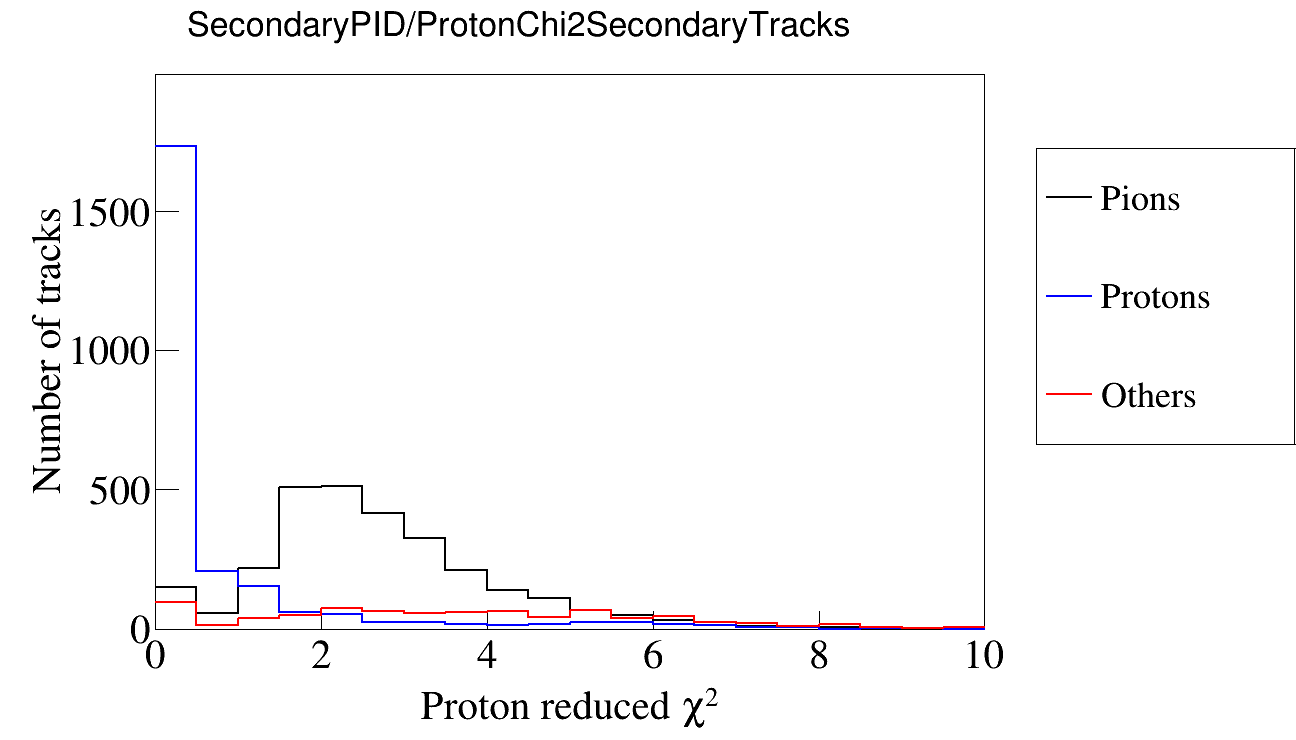 SecondaryPID/ProtonChi2SecondaryTracks
Number of tracks
1500
1000
500
0
0 2 4 6 8 10
Proton reduced χ²
Pions
Protons
Others